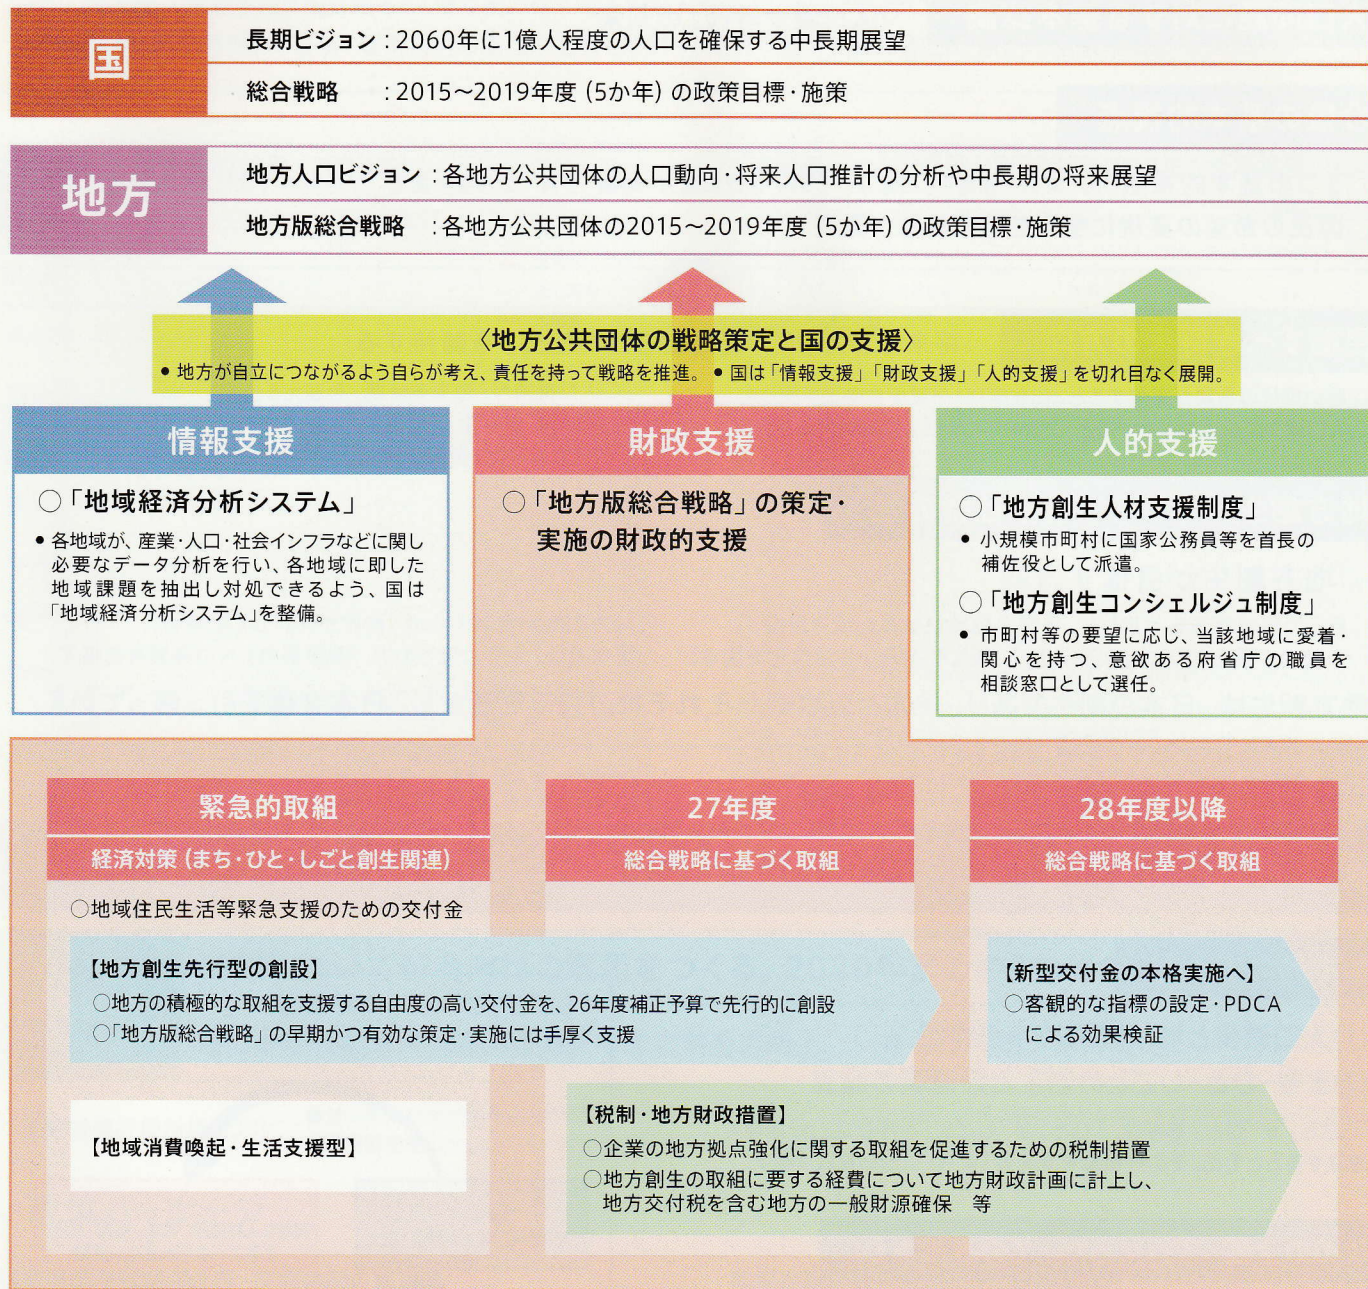 国
長期ビジョン : 2060年に1億人程度の人口を確保する中長期展望
総合戦略 : 2015～2019年度 (5か年) の政策目標・施策
地方
地方人口ビジョン : 各地方公共団体の人口動向・将来人口推計の分析や中長期の将来展望
地方版総合戦略 : 各地方公共団体の2015～2019年度 (5か年) の政策目標・施策
〈地方公共団体の戦略策定と国の支援〉
● 地方が自立につながるよう自らが考え、責任を持って戦略を推進。 ● 国は「情報支援」「財政支援」「人的支援」を切れ目なく展開。
情報支援
○「地域経済分析システム」
● 各地域が、産業・人口・社会インフラなどに関し
必要なデータ分析を行い、各地域に即した
地域課題を抽出し対処できるよう、国は
「地域経済分析システム」を整備。
財政支援
○「地方版総合戦略」の策定・
実施の財政的支援
人的支援
○「地方創生人材支援制度」
● 小規模市町村に国家公務員等を首長の
補佐役として派遣。
○「地方創生コンシェルジュ制度」
● 市町村等の要望に応じ、当該地域に愛着・
関心を持つ、意欲ある府省庁の職員を
相談窓口として選任。
緊急的取組
経済対策 (まち・ひと・しごと創生関連)
○地域住民生活等緊急支援のための交付金
27年度
総合戦略に基づく取組
28年度以降
総合戦略に基づく取組
【地方創生先行型の創設】
○地方の積極的な取組を支援する自由度の高い交付金を、26年度補正予算で先行的に創設
○「地方版総合戦略」の早期かつ有効な策定・実施には手厚く支援
【新型交付金の本格実施へ】
○客観的な指標の設定・PDCA
による効果検証
【地域消費喚起・生活支援型】
【税制・地方財政措置】
○企業の地方拠点強化に関する取組を促進するための税制措置
○地方創生の取組に要する経費について地方財政計画に計上し、
地方交付税を含む地方の一般財源確保　等